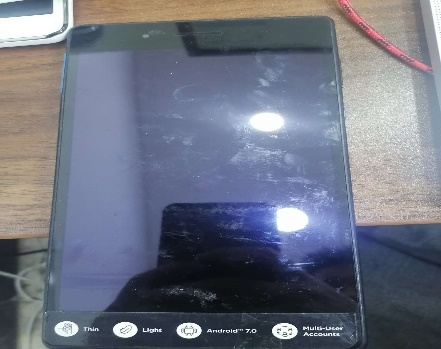 Thin
Light
Android™ 7.0
Multi-User
Accounts